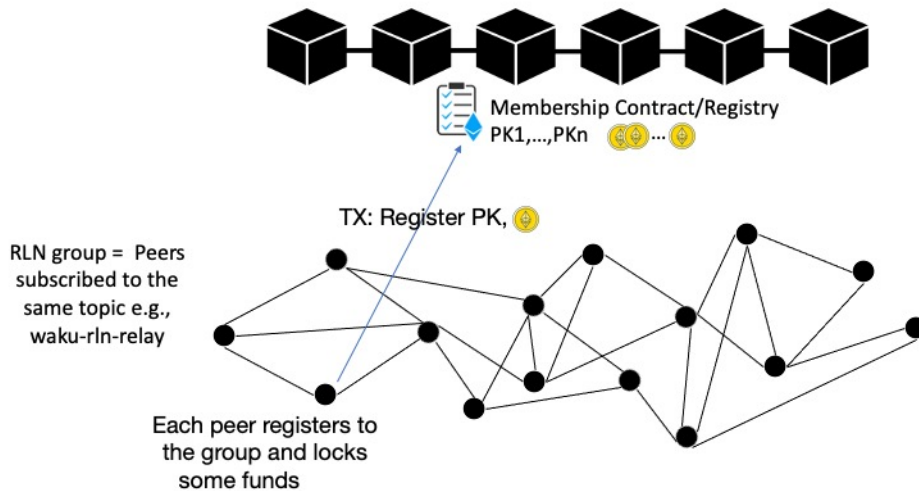 Membership Contract/Registry
PK1,...,PKn ...
TX: Register PK,
RLN group = Peers
subscribed to the
same topic e.g.,
waku-rln-relay
Each peer registers to
the group and locks
some funds